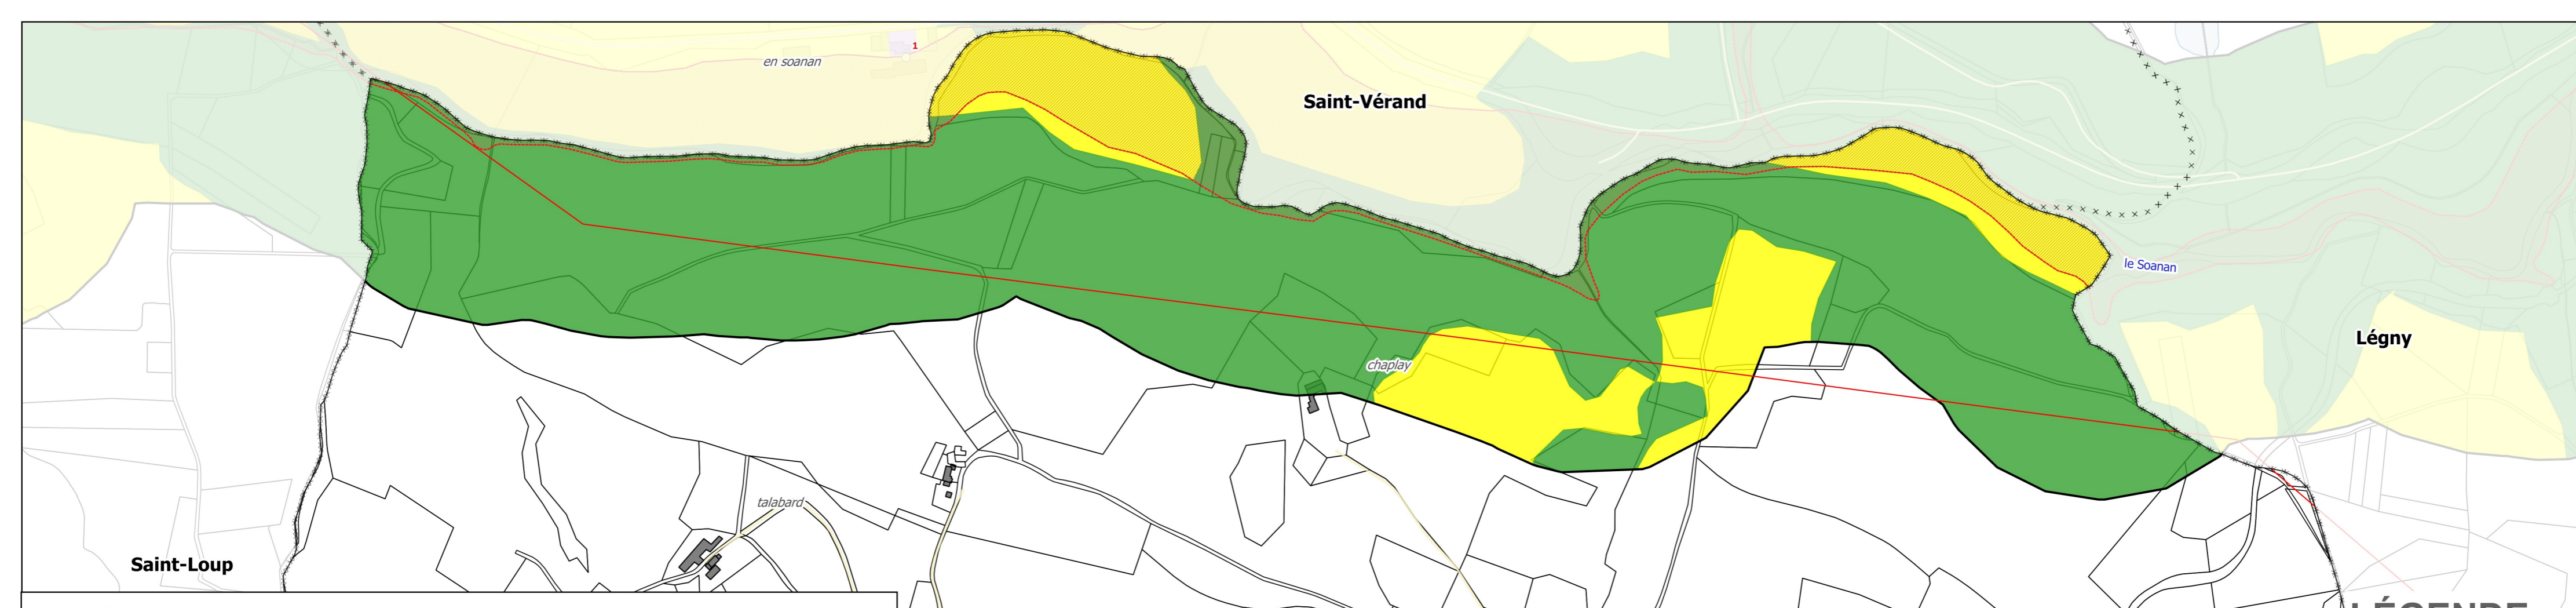 1
en soanan
Saint-Vérand
le Soanan
Légny
chaplay
talabard
Saint-Loup
LÉGENDE